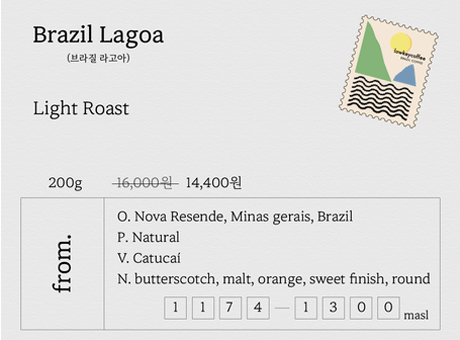 Brazil Lagoa
(브라질 라고아)
lowkeycoffee
Light Roast
200g 16,000원 14,400원
from.
O. Nova Resende, Minas gerais, Brazil
P. Natural
V. Catucaí
N. butterscotch, malt, orange, sweet finish, round
1 1 7 4 — 1 3 0 0 masl